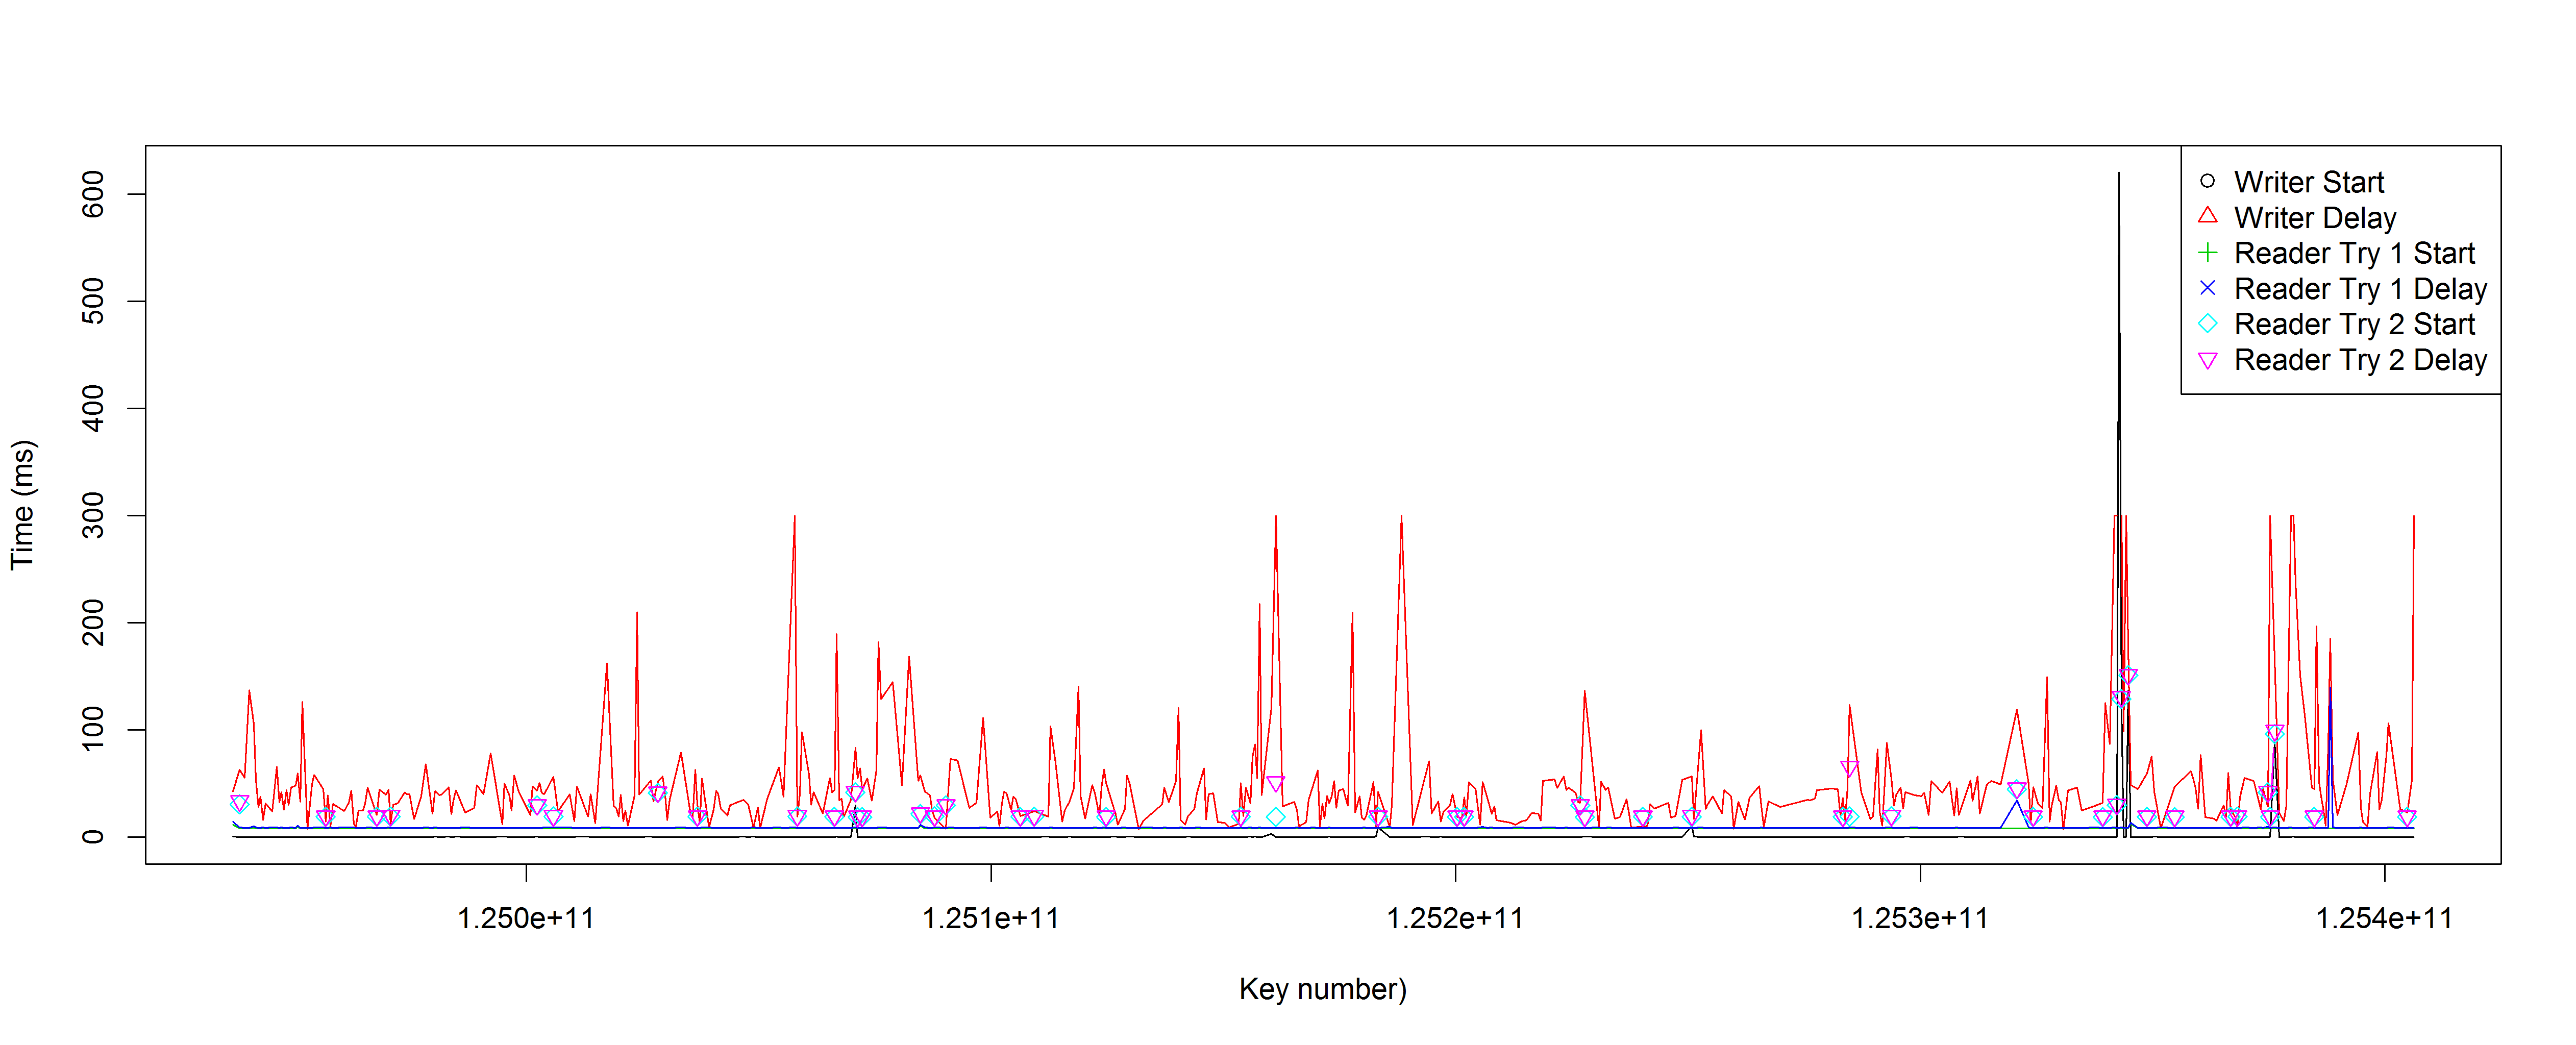 600
500
400
300
200
100
0
Time (ms)
Writer Start
Writer Delay
Reader Try 1 Start
Reader Try 1 Delay
Reader Try 2 Start
Reader Try 2 Delay
1.250e+11 1.251e+11 1.252e+11 1.253e+11 1.254e+11
Key number)